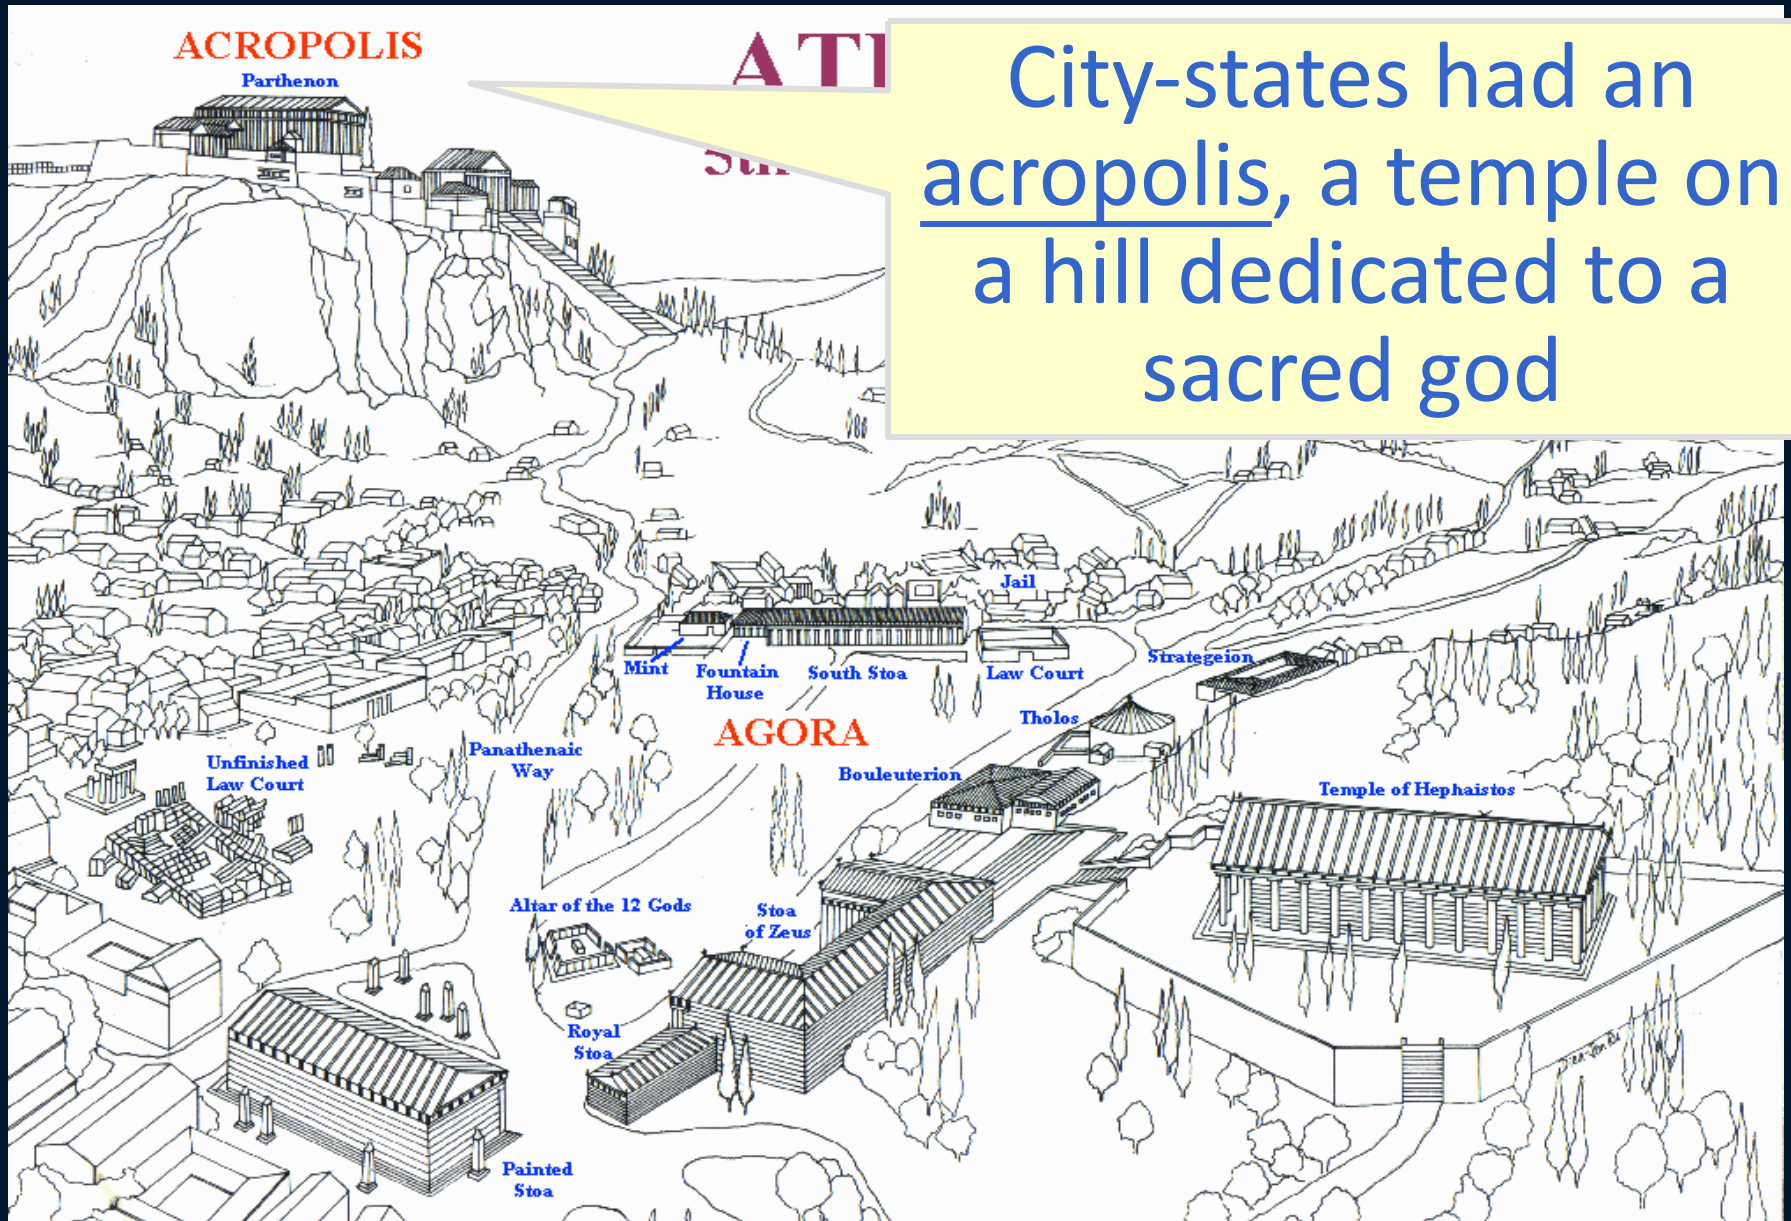 ACROPOLIS
Parthenon
City-states had an
acropolis, a temple on
a hill dedicated to a
sacred god
Jail
Mint
Fountain
House
South Stoa
Law Court
Strategeion
Tholos
AGORA
Panathenaic
Way
Unfinished
Law Court
Bouleuterion
Temple of Hephaistos
Altar of the 12 Gods
Stoa
of Zeus
Royal
Stoa
Painted
Stoa